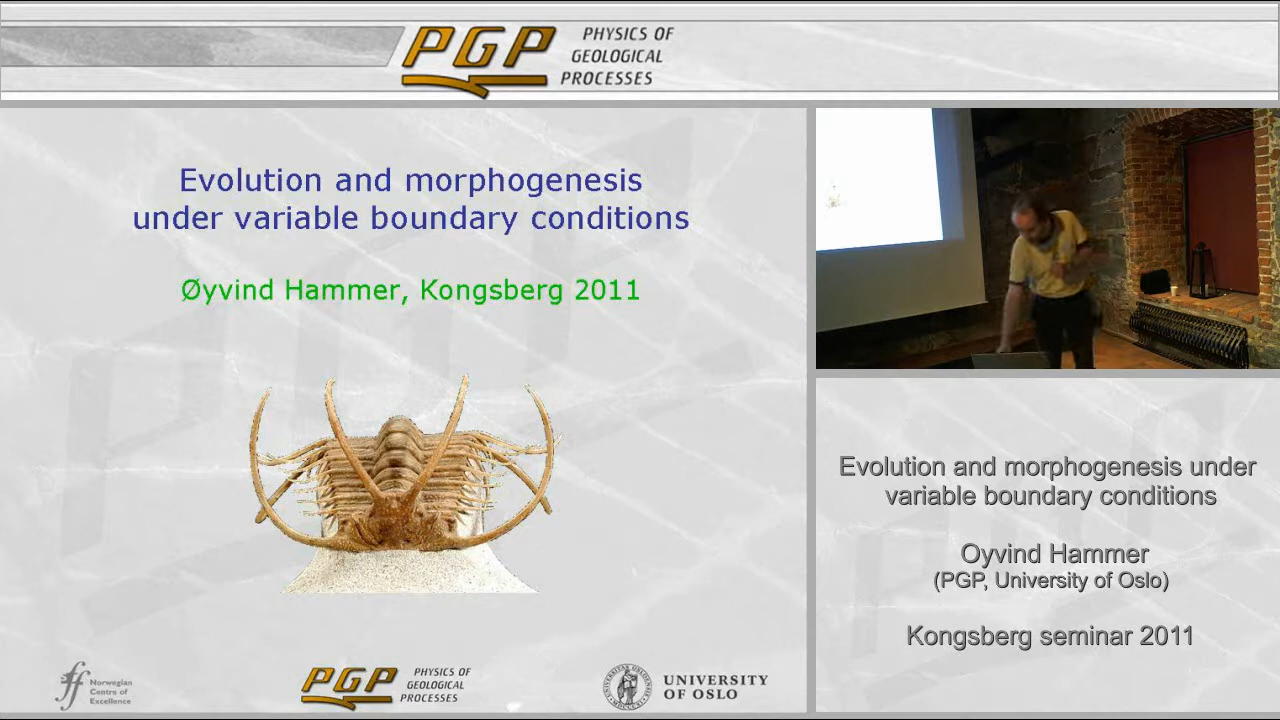 PGP
PHYSICS OF
GEOLOGICAL
PROCESSES
Evolution and morphogenesis
under variable boundary conditions
Øyvind Hammer, Kongsberg 2011
Norwegian
Centre of
Excellence
PGP
PHYSICS OF
GEOLOGICAL
PROCESSES
UNIVERSITY
OF OSLO
Evolution and morphogenesis under
variable boundary conditions
Oyvind Hammer
(PGP, University of Oslo)
Kongsberg seminar 2011